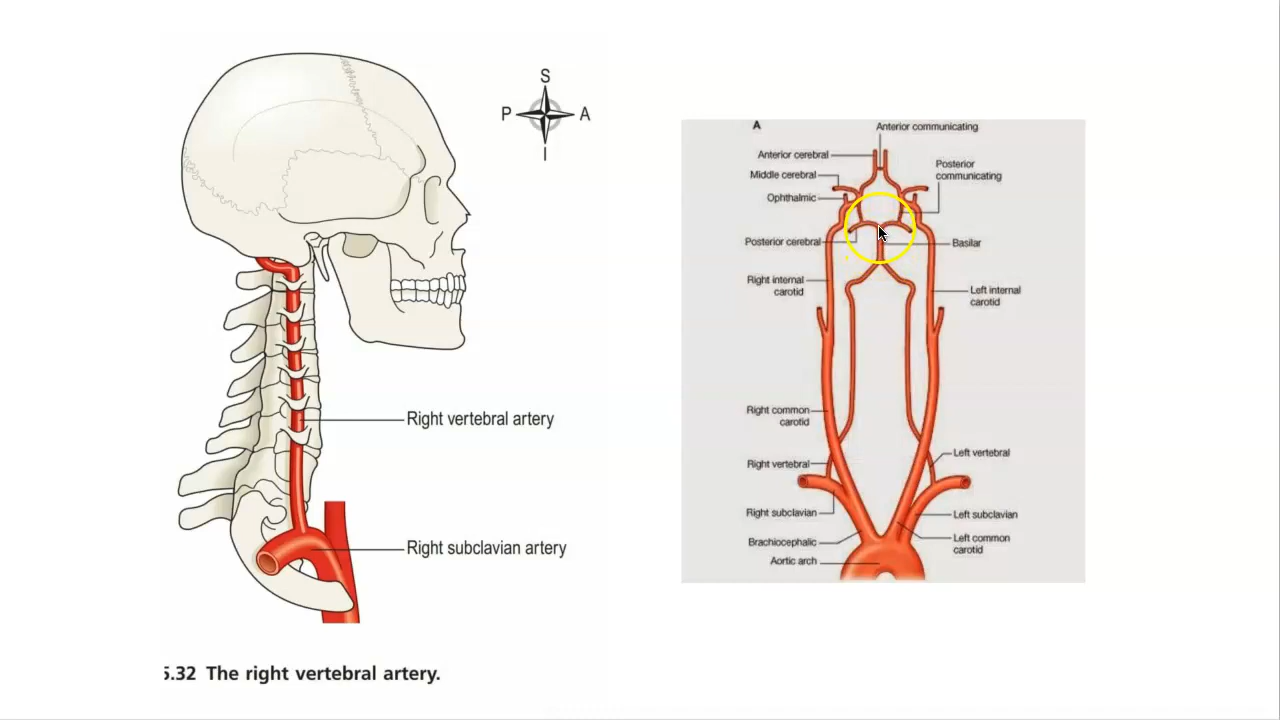 S
P A
I
Right vertebral artery
Right subclavian artery
5.32 The right vertebral artery.
A
Anterior communicating
Anterior cerebral
Posterior
communicating
Middle cerebral
Ophthalmic
Posterior cerebral
Basilar
Right internal
carotid
Left internal
carotid
Right common
carotid
Left vertebral
Right vertebral
Right subclavian
Left subclavian
Brachiocephalic
Left common
carotid
Aortic arch